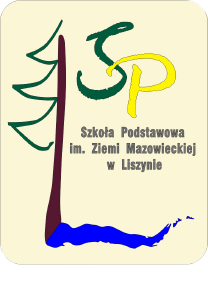 SP
Szkoła Podstawowa
im. Ziemi Mazowieckiej
w Liszynie